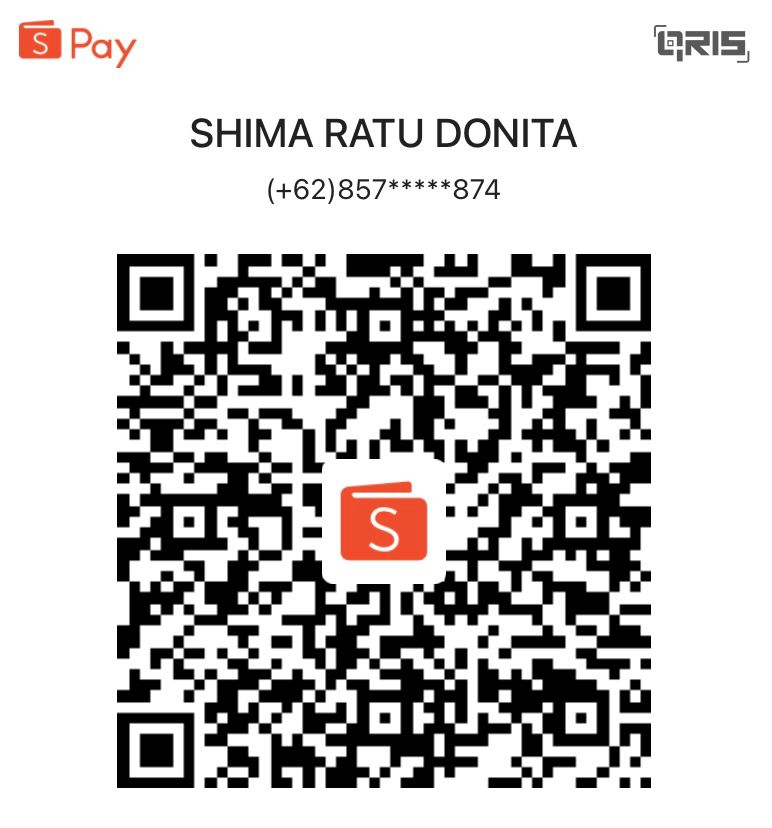 S Pay
QRIS
SHIMA RATU DONITA
(+62)857*****874
S